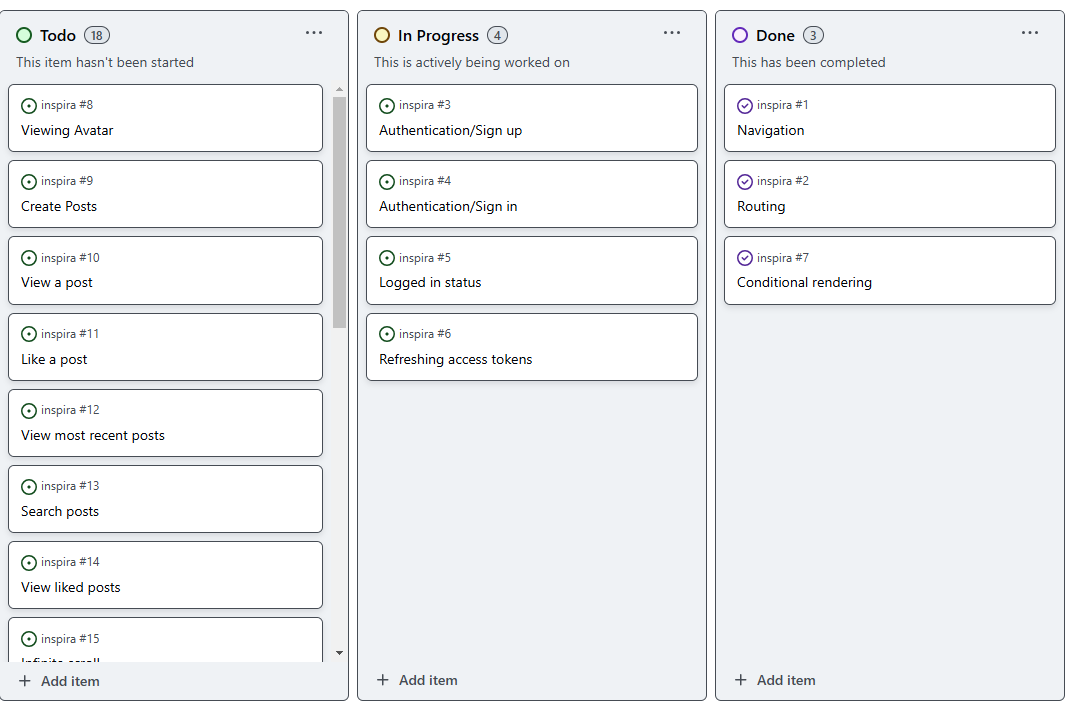 Todo 18
This item hasn't been started
inspira #8
Viewing Avatar
inspira #9
Create Posts
inspira #10
View a post
inspira #11
Like a post
inspira #12
View most recent posts
inspira #13
Search posts
inspira #14
View liked posts
inspira #15
Infinite scroll
Add item
In Progress 4
This is actively being worked on
inspira #3
Authentication/Sign up
inspira #4
Authentication/Sign in
inspira #5
Logged in status
inspira #6
Refreshing access tokens
Add item
Done 3
This has been completed
inspira #1
Navigation
inspira #2
Routing
inspira #7
Conditional rendering
Add item